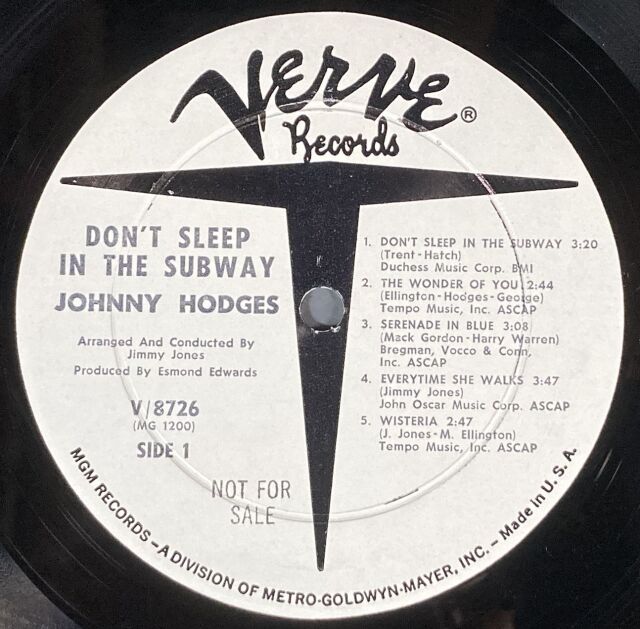 VERVE®
Records
DON'T SLEEP
IN THE SUBWAY
JOHNNY HODGES
Arranged And Conducted By
Jimmy Jones
Produced By Esmond Edwards
V/8726
(MG 1200)
SIDE 1
NOT FOR
SALE
1. DON'T SLEEP IN THE SUBWAY 3:20
(Trent-Hatch)
Duchess Music Corp. BMI
2. THE WONDER OF YOU 2:44
(Ellington-Hodges-George)
Tempo Music, Inc. ASCAP
3. SERENADE IN BLUE 3:08
(Mack Gordon-Harry Warren)
Bregman, Vocco & Conn,
Inc. ASCAP
4. EVERYTIME SHE WALKS 3:47
(Jimmy Jones)
John Oscar Music Corp. ASCAP
5. WISTERIA 2:47
(J. Jones-M. Ellington)
Tempo Music, Inc. ASCAP
MGM RECORDS – A DIVISION OF METRO-GOLDWYN-MAYER, INC. – Made in U.S.A.